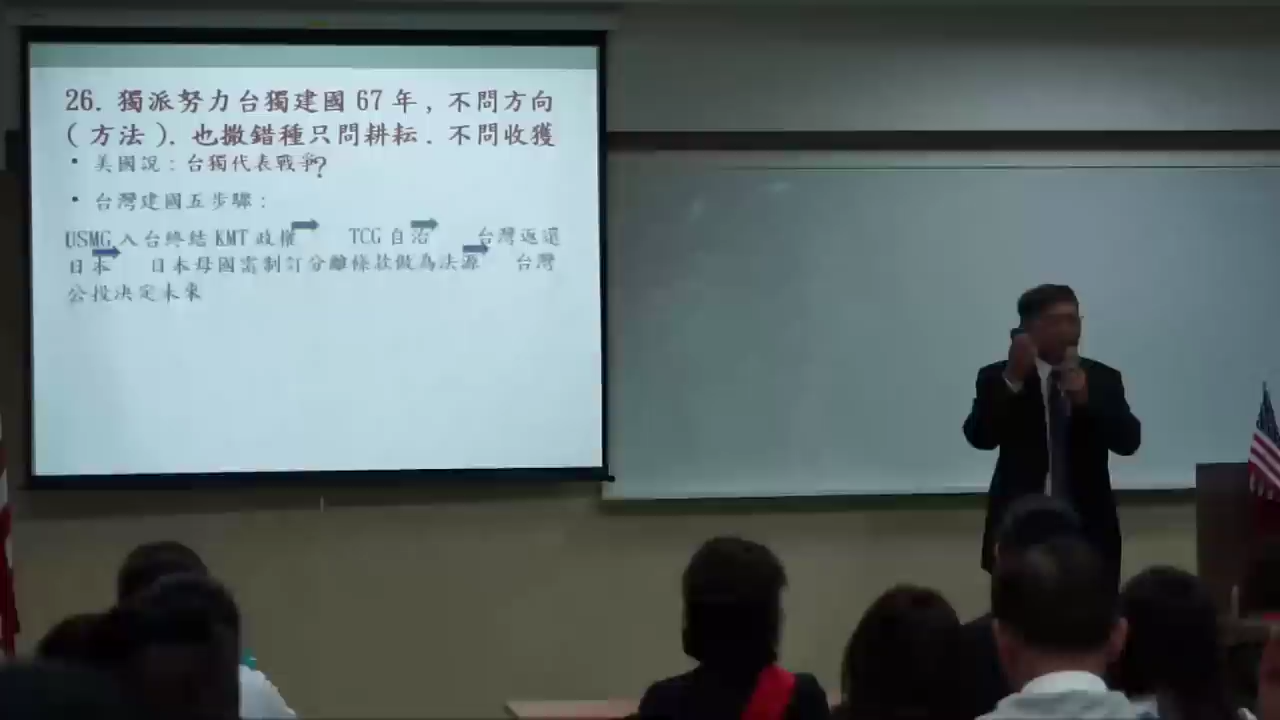 26. 獨派努力台獨建國 67 年, 不問方向
(方法). 也撒錯種只問耕耘. 不問收獲
• 美國說: 台獨代表戰爭?
• 台灣建國五步驟:
USMG 入台終結 KMT 政權 → TCG 自治 → 台灣返還
日本 → 日本母國需制訂分離條款做為法源 → 台灣
公投決定未來